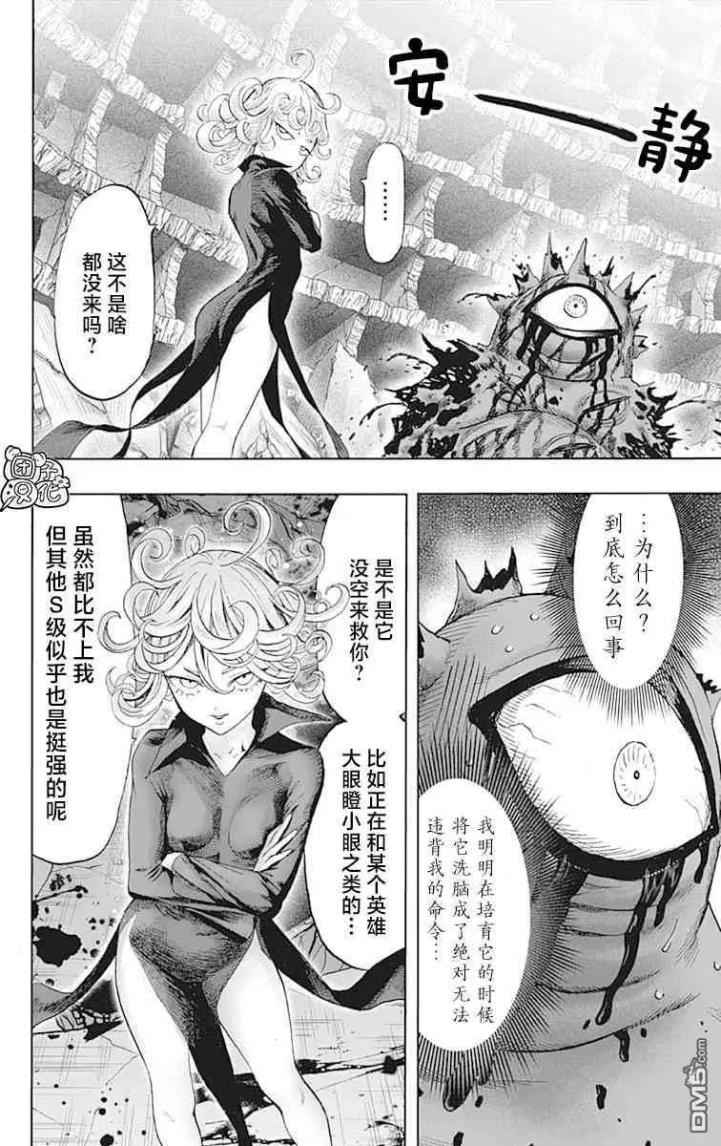 安——静
……
这不是啥
都没来吗？
…为什么？
到底怎么回事
我明明在培育它的时候
将它洗脑成了绝对无法
违背我的命令…
是不是它
没空来救你？
比如正在和某个英雄
大眼瞪小眼之类的…
虽然都比不上我
但其他S级似乎也是挺强的呢
团子
汉化
DM5.com